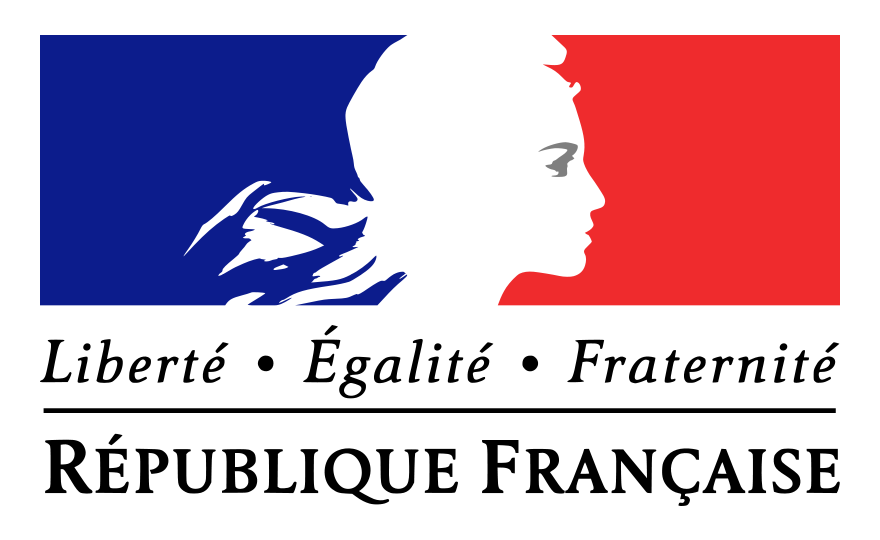 Liberté • Égalité • Fraternité
RÉPUBLIQUE FRANÇAISE